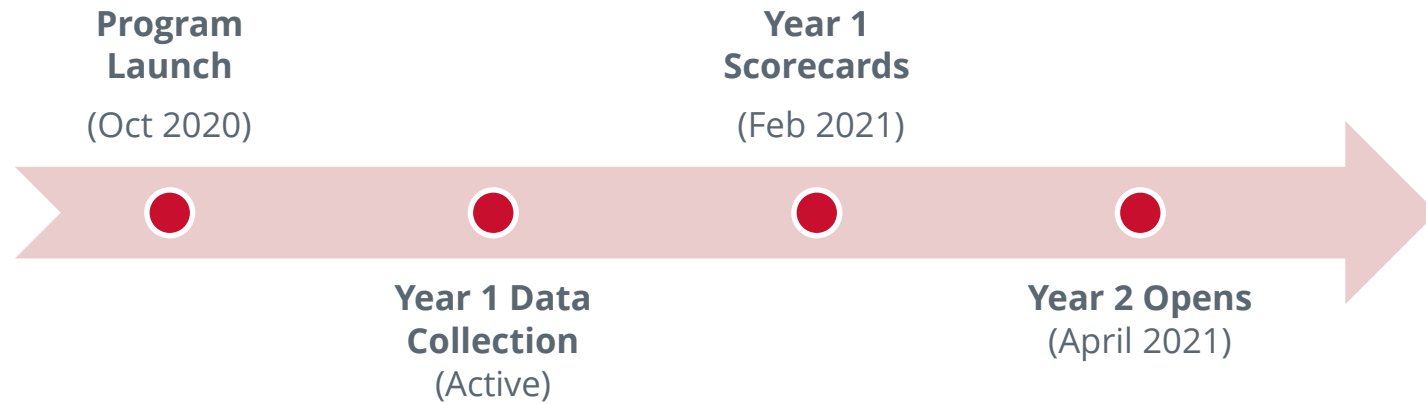 Program
Launch
(Oct 2020)
Year 1 Data
Collection
(Active)
Year 1
Scorecards
(Feb 2021)
Year 2 Opens
(April 2021)